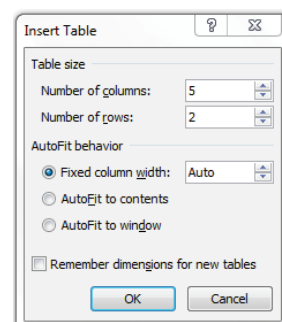 Insert Table
Table size
Number of columns: 5
Number of rows: 2
AutoFit behavior
Fixed column width: Auto
AutoFit to contents
AutoFit to window
Remember dimensions for new tables
OK Cancel